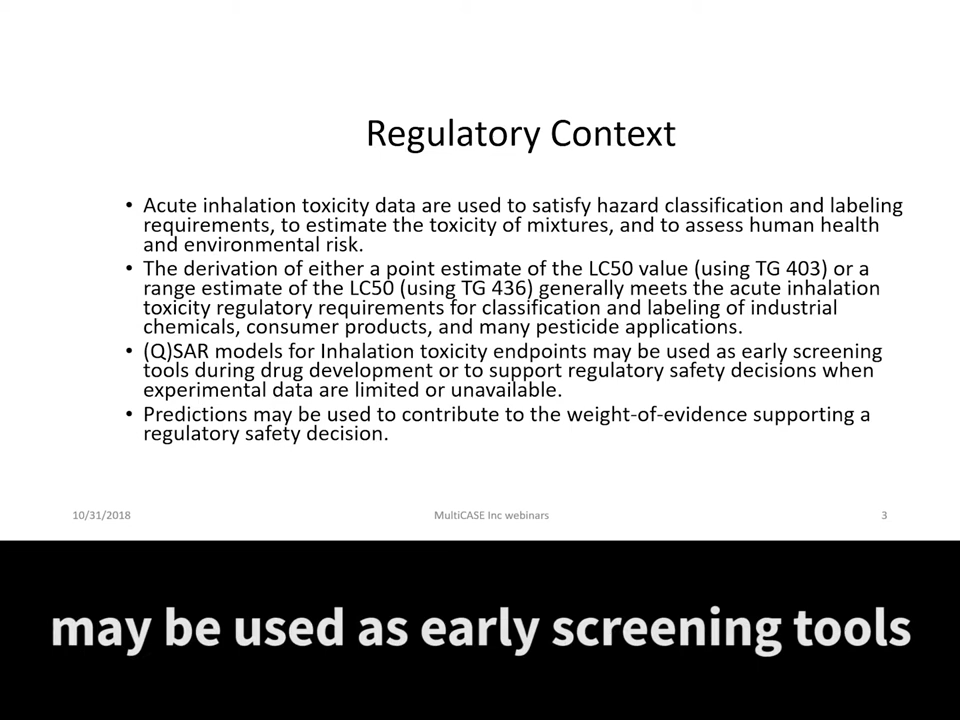 Regulatory Context
• Acute inhalation toxicity data are used to satisfy hazard classification and labeling
requirements, to estimate the toxicity of mixtures, and to assess human health
and environmental risk.
• The derivation of either a point estimate of the LC50 value (using TG 403) or a
range estimate of the LC50 (using TG 436) generally meets the acute inhalation
toxicity regulatory requirements for classification and labeling of industrial
chemicals, consumer products, and many pesticide applications.
• (Q)SAR models for Inhalation toxicity endpoints may be used as early screening
tools during drug development or to support regulatory safety decisions when
experimental data are limited or unavailable.
• Predictions may be used to contribute to the weight-of-evidence supporting a
regulatory safety decision.
10/31/2018 MultiCASE Inc webinars 3
may be used as early screening tools